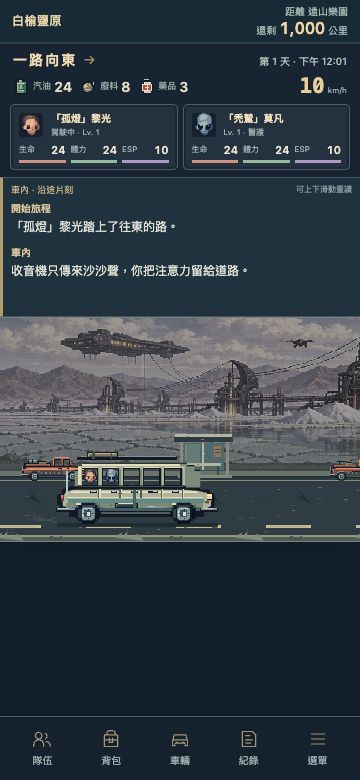 白榆鹽原
距離 遠山樂園
還剩 1,000 公里
一路向東 →
第 1 天 · 下午 12:01
汽油 24 廢料 8 藥品 3
10 km/h
「孤燈」黎光
駕駛中 · Lv. 1
生命 24 體力 24 ESP 10
「禿鷲」莫凡
Lv. 1 · 醫護
生命 24 體力 24 ESP 10
車內 · 沿途片刻
可上下滑動重讀
開始旅程
「孤燈」黎光踏上了往東的路。
車內
收音機只傳來沙沙聲，你把注意力留給道路。
隊伍
背包
車輛
紀錄
選單